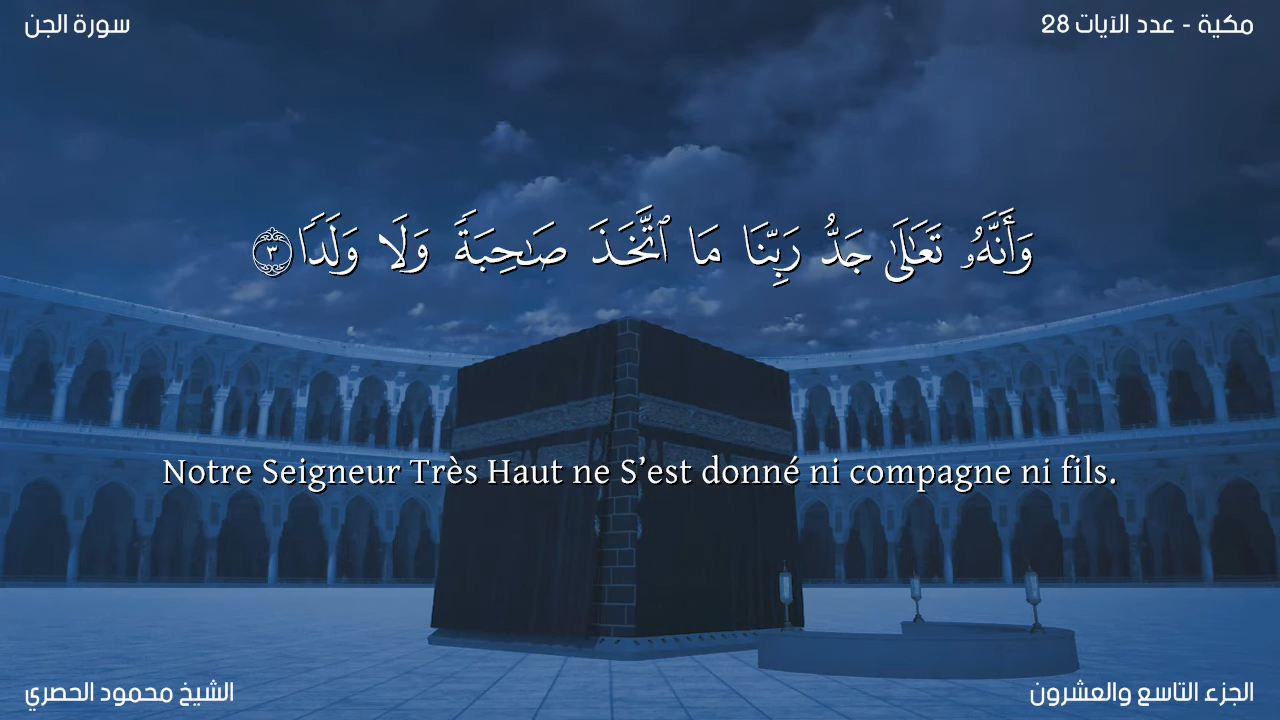 مكية - عدد الآيات 28
سورة الجن
وَأَنَّهُۥ تَعَٰلَىٰ جَدُّ رَبِّنَا مَا ٱتَّخَذَ صَٰحِبَةً وَلَا وَلَدًا ٣
Notre Seigneur Très Haut ne S’est donné ni compagne ni fils.
الجزء التاسع والعشرون
الشيخ محمود الحصري